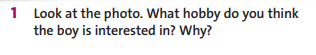 1 Look at the photo. What hobby do you think
the boy is interested in? Why?